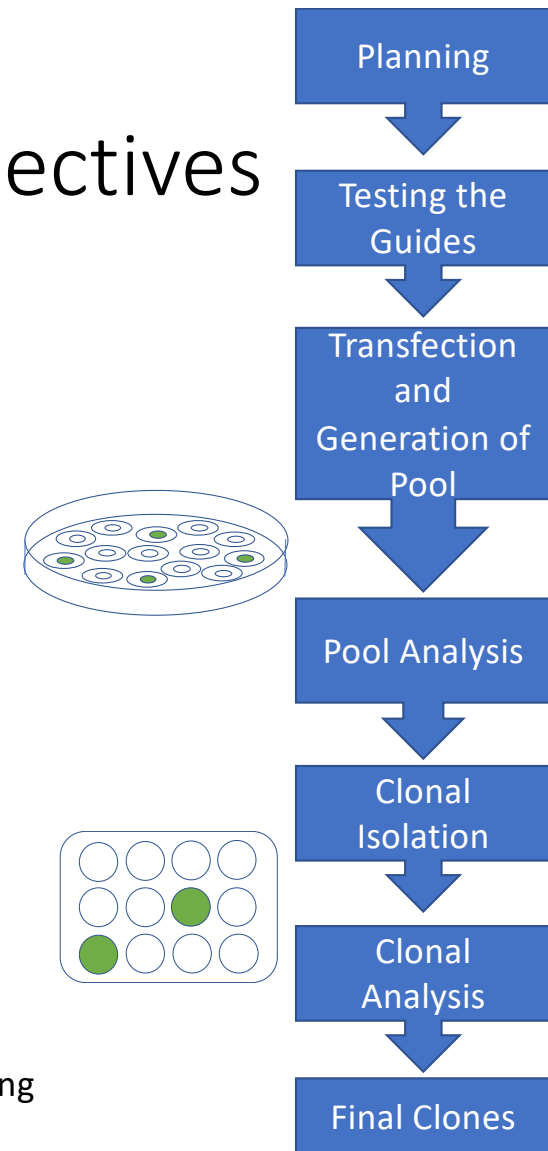 Planning
ectives
Testing the
Guides
Transfection
and
Generation of
Pool
Pool Analysis
Clonal
Isolation
Clonal
Analysis
ng
Final Clones